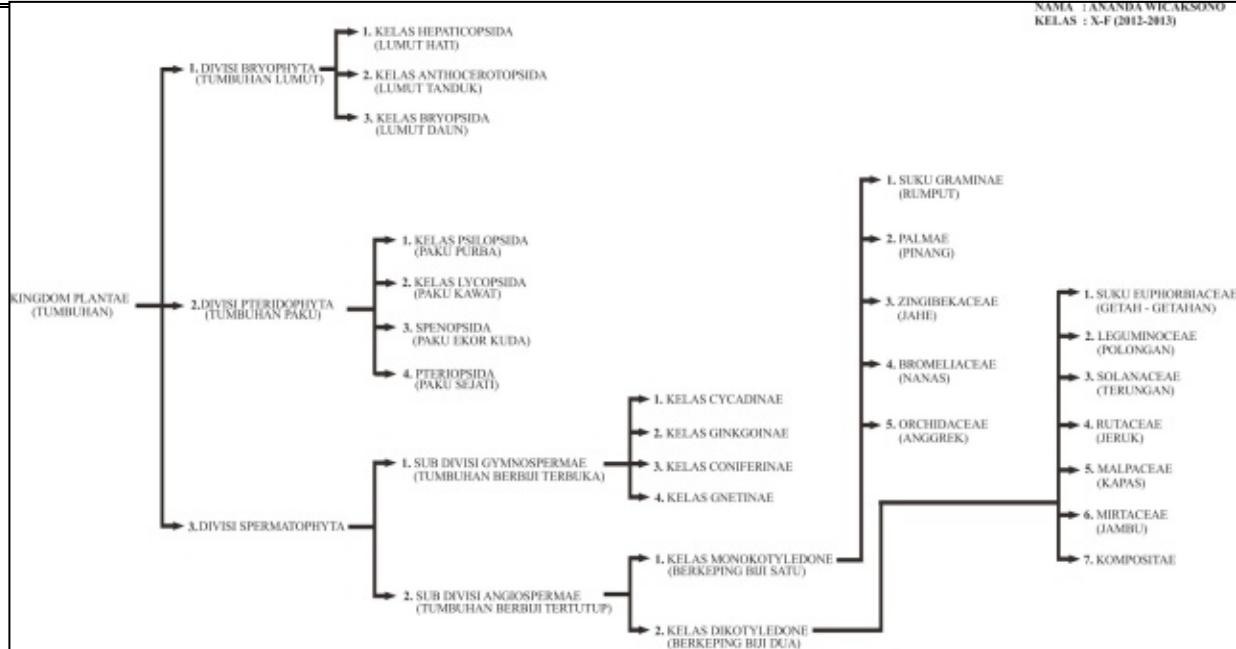 NAMA : ANANDA WICAKSONO
KELAS : X-F (2012-2013)
KINGDOM PLANTAE
(TUMBUHAN)
1. DIVISI BRYOPHYTA
(TUMBUHAN LUMUT)
1. KELAS HEPATICOPSIDA
(LUMUT HATI)
2. KELAS ANTHOCEROTOPSIDA
(LUMUT TANDUK)
3. KELAS BRYOPSIDA
(LUMUT DAUN)
2.DIVISI PTERIDOPHYTA
(TUMBUHAN PAKU)
1. KELAS PSILOPSIDA
(PAKU PURBA)
2. KELAS LYCOPSIDA
(PAKU KAWAT)
3. SPENOPSIDA
(PAKU EKOR KUDA)
4. PTERIOPSIDA
(PAKU SEJATI)
3.DIVISI SPERMATOPHYTA
1. SUB DIVISI GYMNOSPERMAE
(TUMBUHAN BERBIJI TERBUKA)
1. KELAS CYCADINAE
2. KELAS GINKGOINAE
3. KELAS CONIFERINAE
4. KELAS GNETINAE
2. SUB DIVISI ANGIOSPERMAE
(TUMBUHAN BERBIJI TERTUTUP)
1. KELAS MONOKOTYLEDONE
(BERKEPING BIJI SATU)
1. SUKU GRAMINAE
(RUMPUT)
2. PALMAE
(PINANG)
3. ZINGIBEKACEAE
(JAHE)
4. BROMELIACEAE
(NANAS)
5. ORCHIDACEAE
(ANGGREK)
2. KELAS DIKOTYLEDONE
(BERKEPING BIJI DUA)
1. SUKU EUPHORBIACEAE
(GETAH - GETAHAN)
2. LEGUMINOCEAE
(POLONGAN)
3. SOLANACEAE
(TERUNGAN)
4. RUTACEAE
(JERUK)
5. MALPACEAE
(KAPAS)
6. MIRTACEAE
(JAMBU)
7. KOMPOSITAE